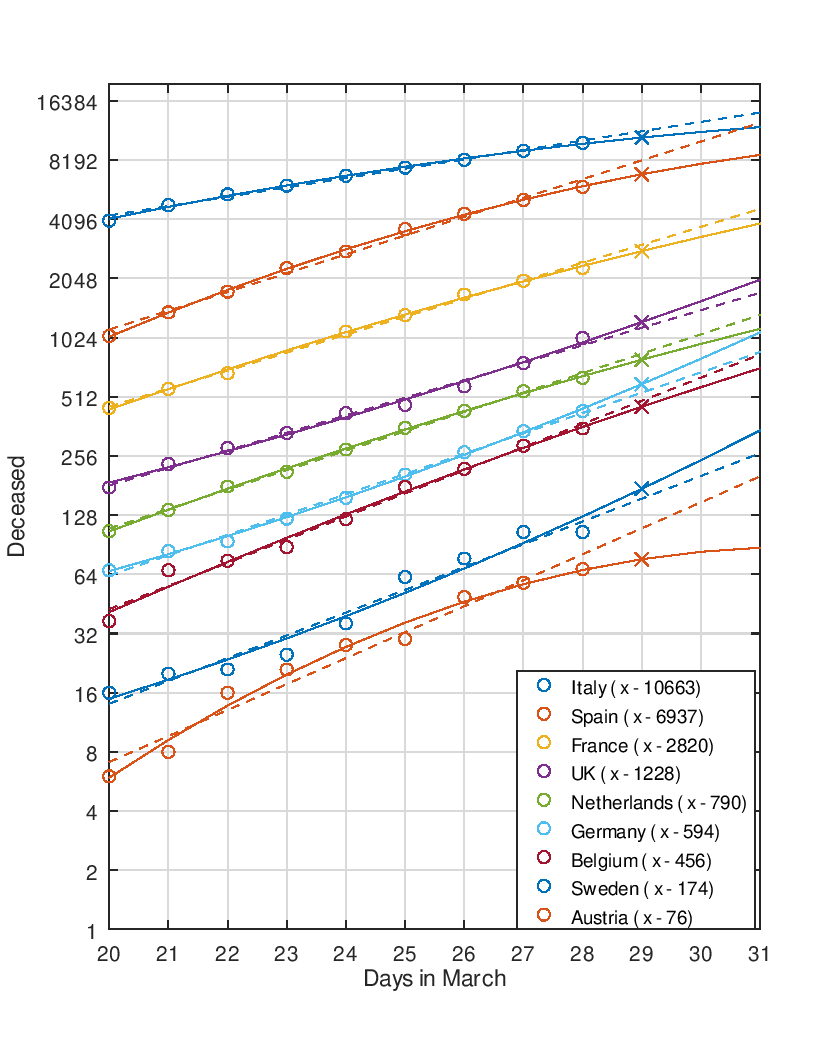 16384
8192
4096
2048
1024
512
256
128
64
32
16
8
4
2
1
Deceased
20 21 22 23 24 25 26 27 28 29 30 31
Days in March
Italy ( x - 10663)
Spain ( x - 6937)
France ( x - 2820)
UK ( x - 1228)
Netherlands ( x - 790)
Germany ( x - 594)
Belgium ( x - 456)
Sweden ( x - 174)
Austria ( x - 76)